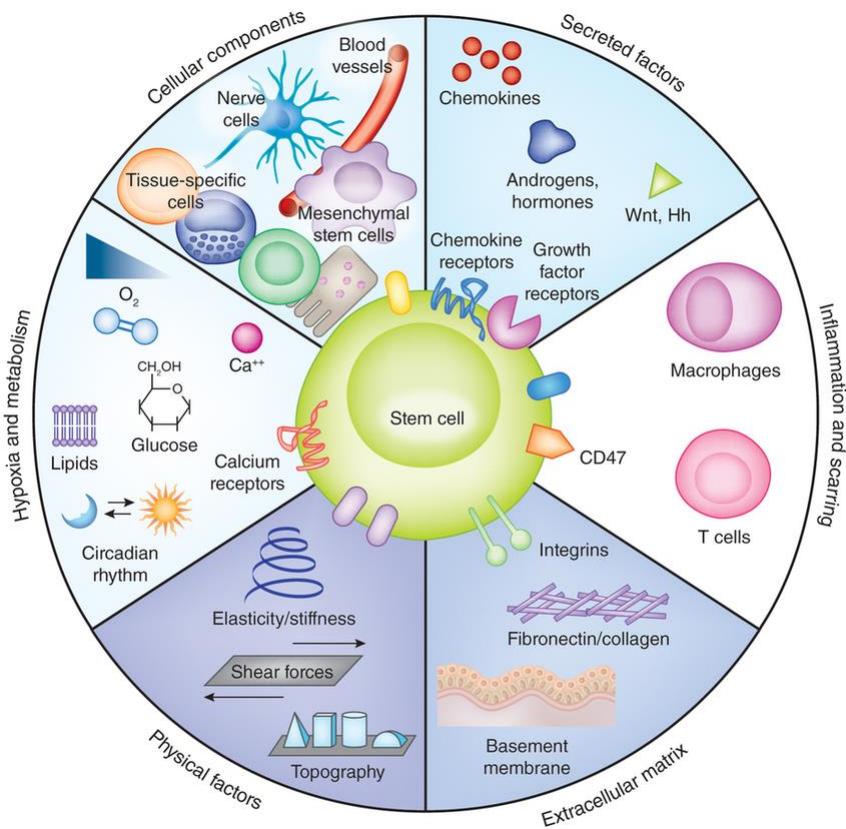 Cellular components
Blood
vessels
Nerve
cells
Tissue-specific
cells
Mesenchymal
stem cells
Secreted factors
Chemokines
Androgens,
hormones
Wnt, Hh
Chemokine
receptors
Growth
factor
receptors
Inflammation and scarring
Macrophages
CD47
T cells
Extracellular matrix
Integrins
Fibronectin/collagen
Basement
membrane
Physical factors
Elasticity/stiffness
Shear forces
Topography
Hypoxia and metabolism
O₂
Ca⁺⁺
CH₂OH
O
Glucose
Lipids
Calcium
receptors
Circadian
rhythm
Stem cell